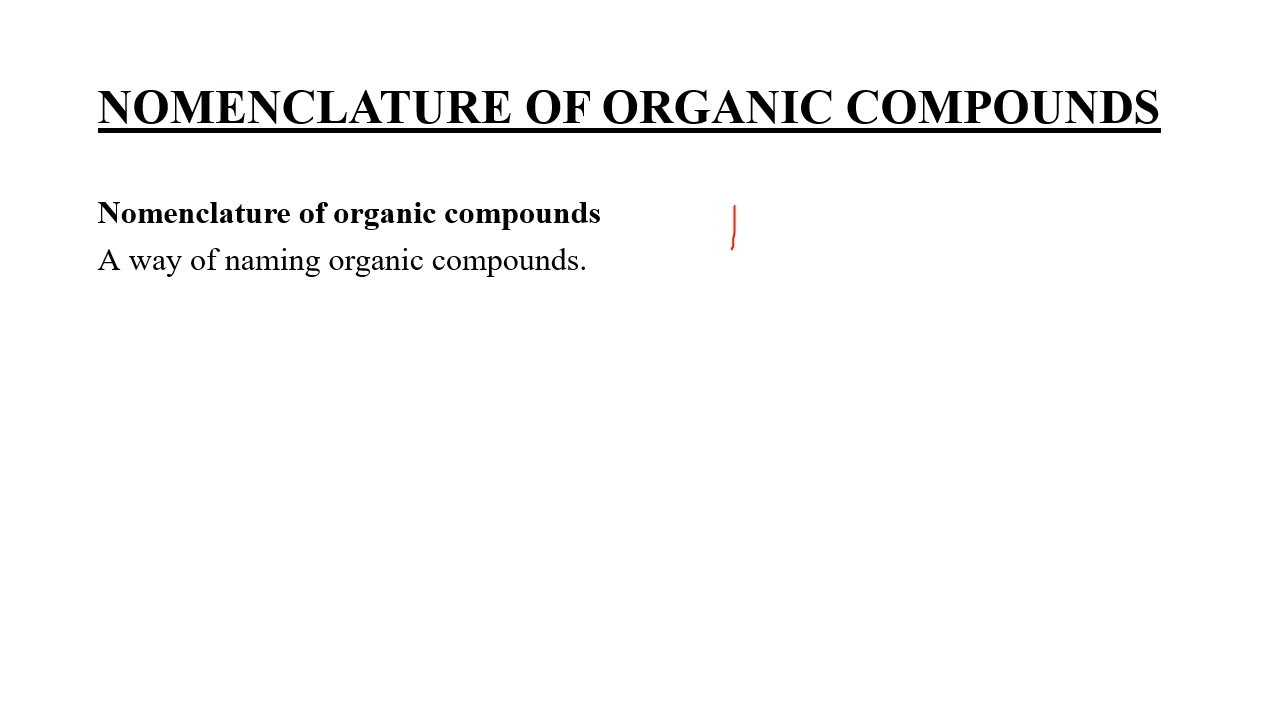 NOMENCLATURE OF ORGANIC COMPOUNDS
Nomenclature of organic compounds
A way of naming organic compounds.